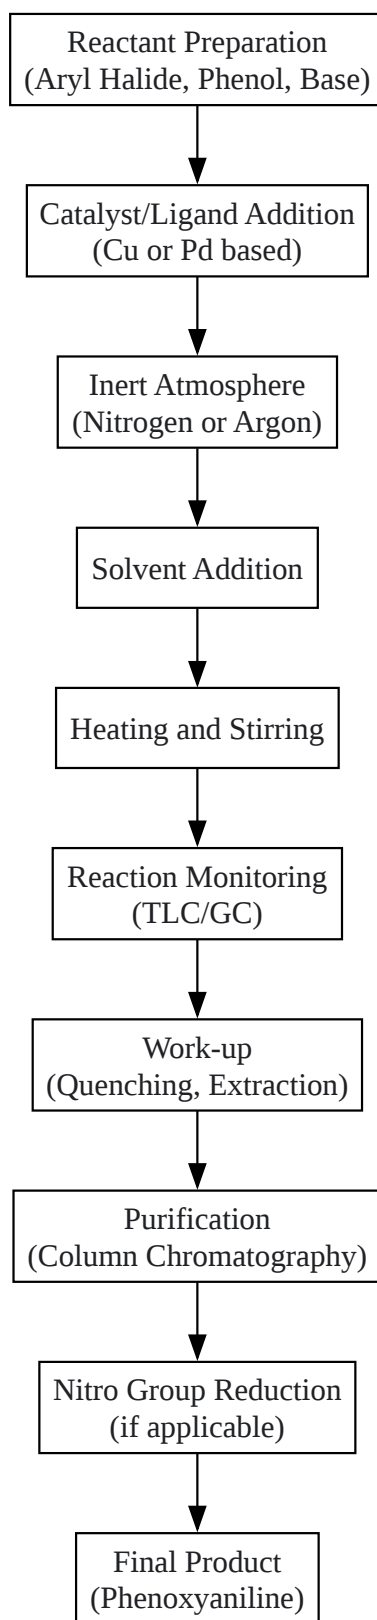 Reactant Preparation
(Aryl Halide, Phenol, Base)
Catalyst/Ligand Addition
(Cu or Pd based)
Inert Atmosphere
(Nitrogen or Argon)
Solvent Addition
Heating and Stirring
Reaction Monitoring
(TLC/GC)
Work-up
(Quenching, Extraction)
Purification
(Column Chromatography)
Nitro Group Reduction
(if applicable)
Final Product
(Phenoxyaniline)